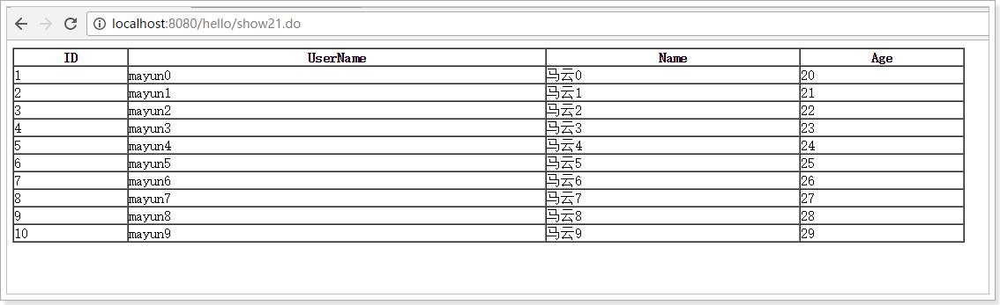 localhost:8080/hello/show21.do
ID UserName Name Age
1 mayun0 马云0 20
2 mayun1 马云1 21
3 mayun2 马云2 22
4 mayun3 马云3 23
5 mayun4 马云4 24
6 mayun5 马云5 25
7 mayun6 马云6 26
8 mayun7 马云7 27
9 mayun8 马云8 28
10 mayun9 马云9 29